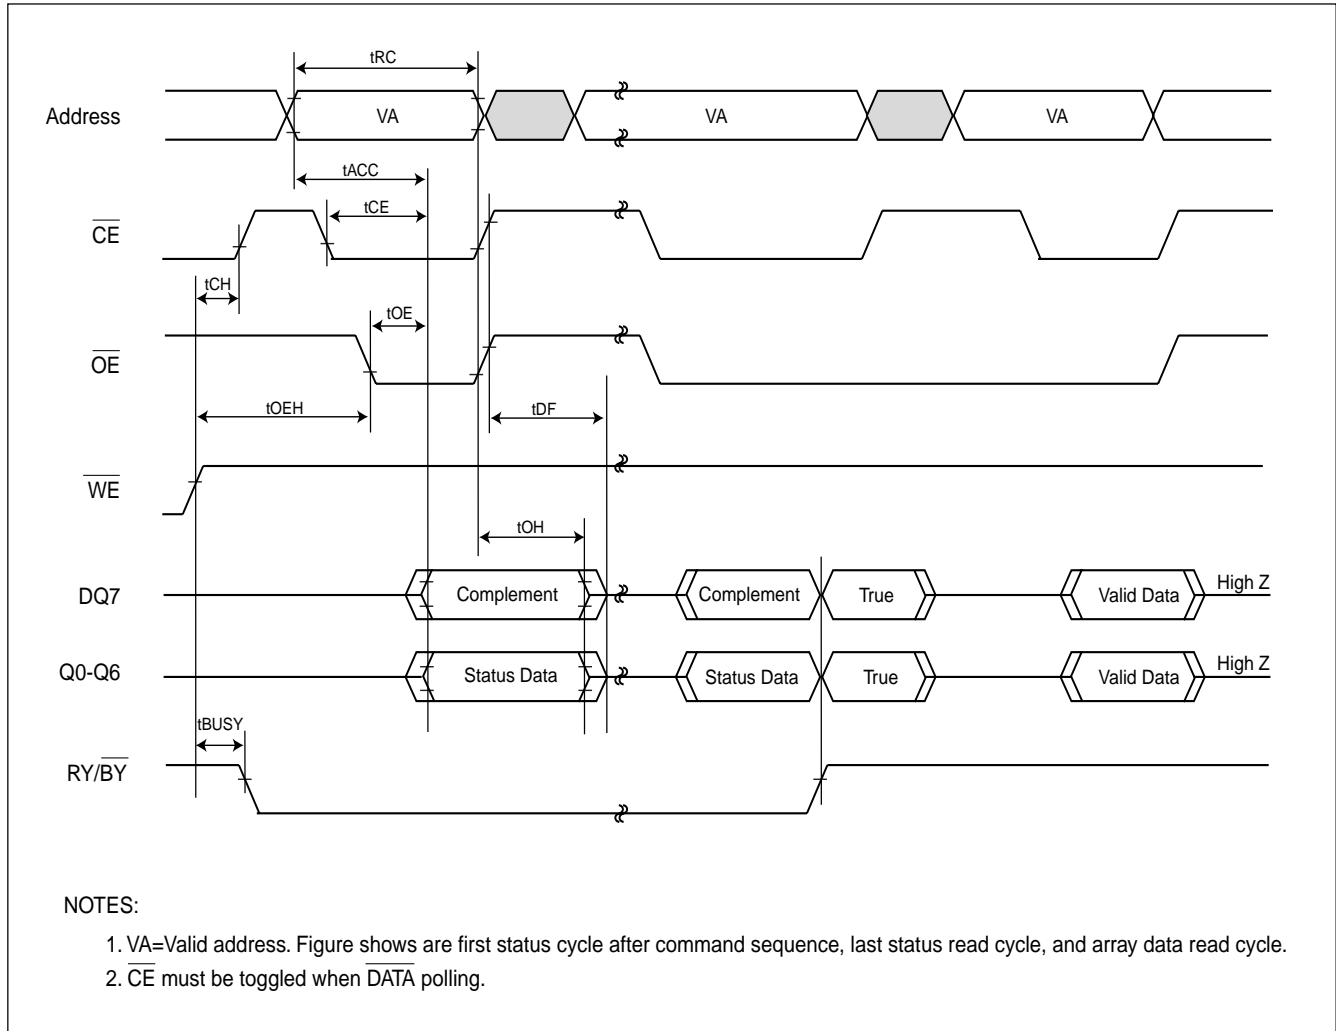 tRC
Address VA VA VA
tACC
tCE
CE
tCH
tOE
OE
tOEH tDF
WE
tOH
DQ7 Complement Complement True Valid Data High Z
Q0-Q6 Status Data Status Data True Valid Data High Z
tBUSY
RY/BY
NOTES:
1. VA=Valid address. Figure shows are first status cycle after command sequence, last status read cycle, and array data read cycle.
2. CE must be toggled when DATA polling.